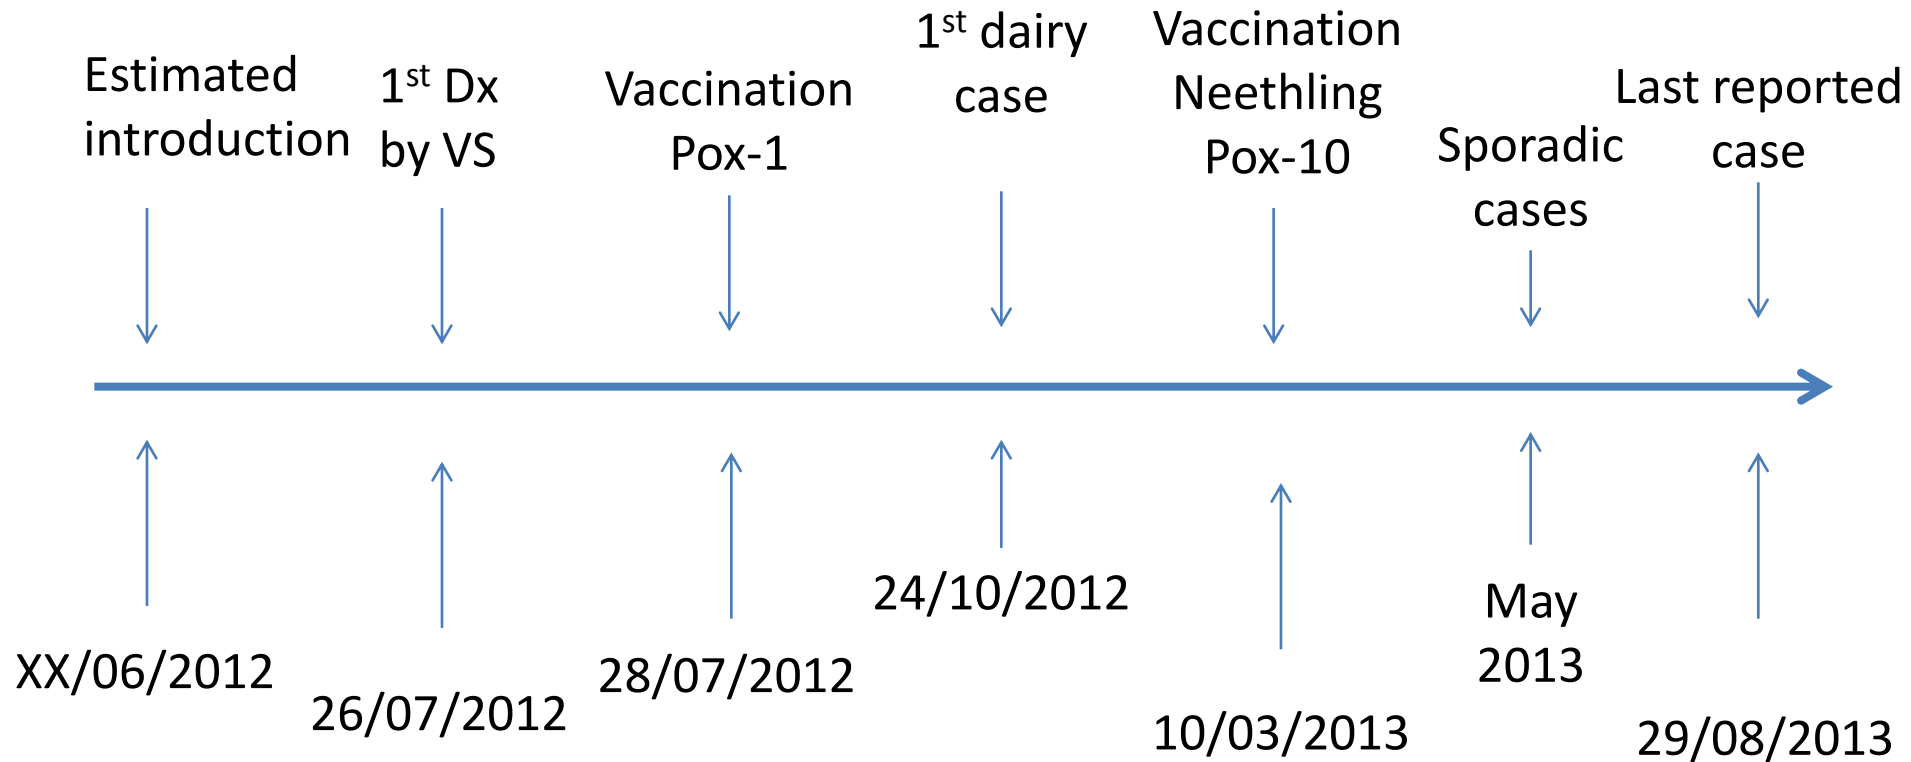 Estimated
introduction
1st Dx
by VS
Vaccination
Pox-1
1st dairy
case
Vaccination
Neethling
Pox-10
Sporadic
cases
Last reported
case
XX/06/2012
26/07/2012
28/07/2012
24/10/2012
10/03/2013
May
2013
29/08/2013